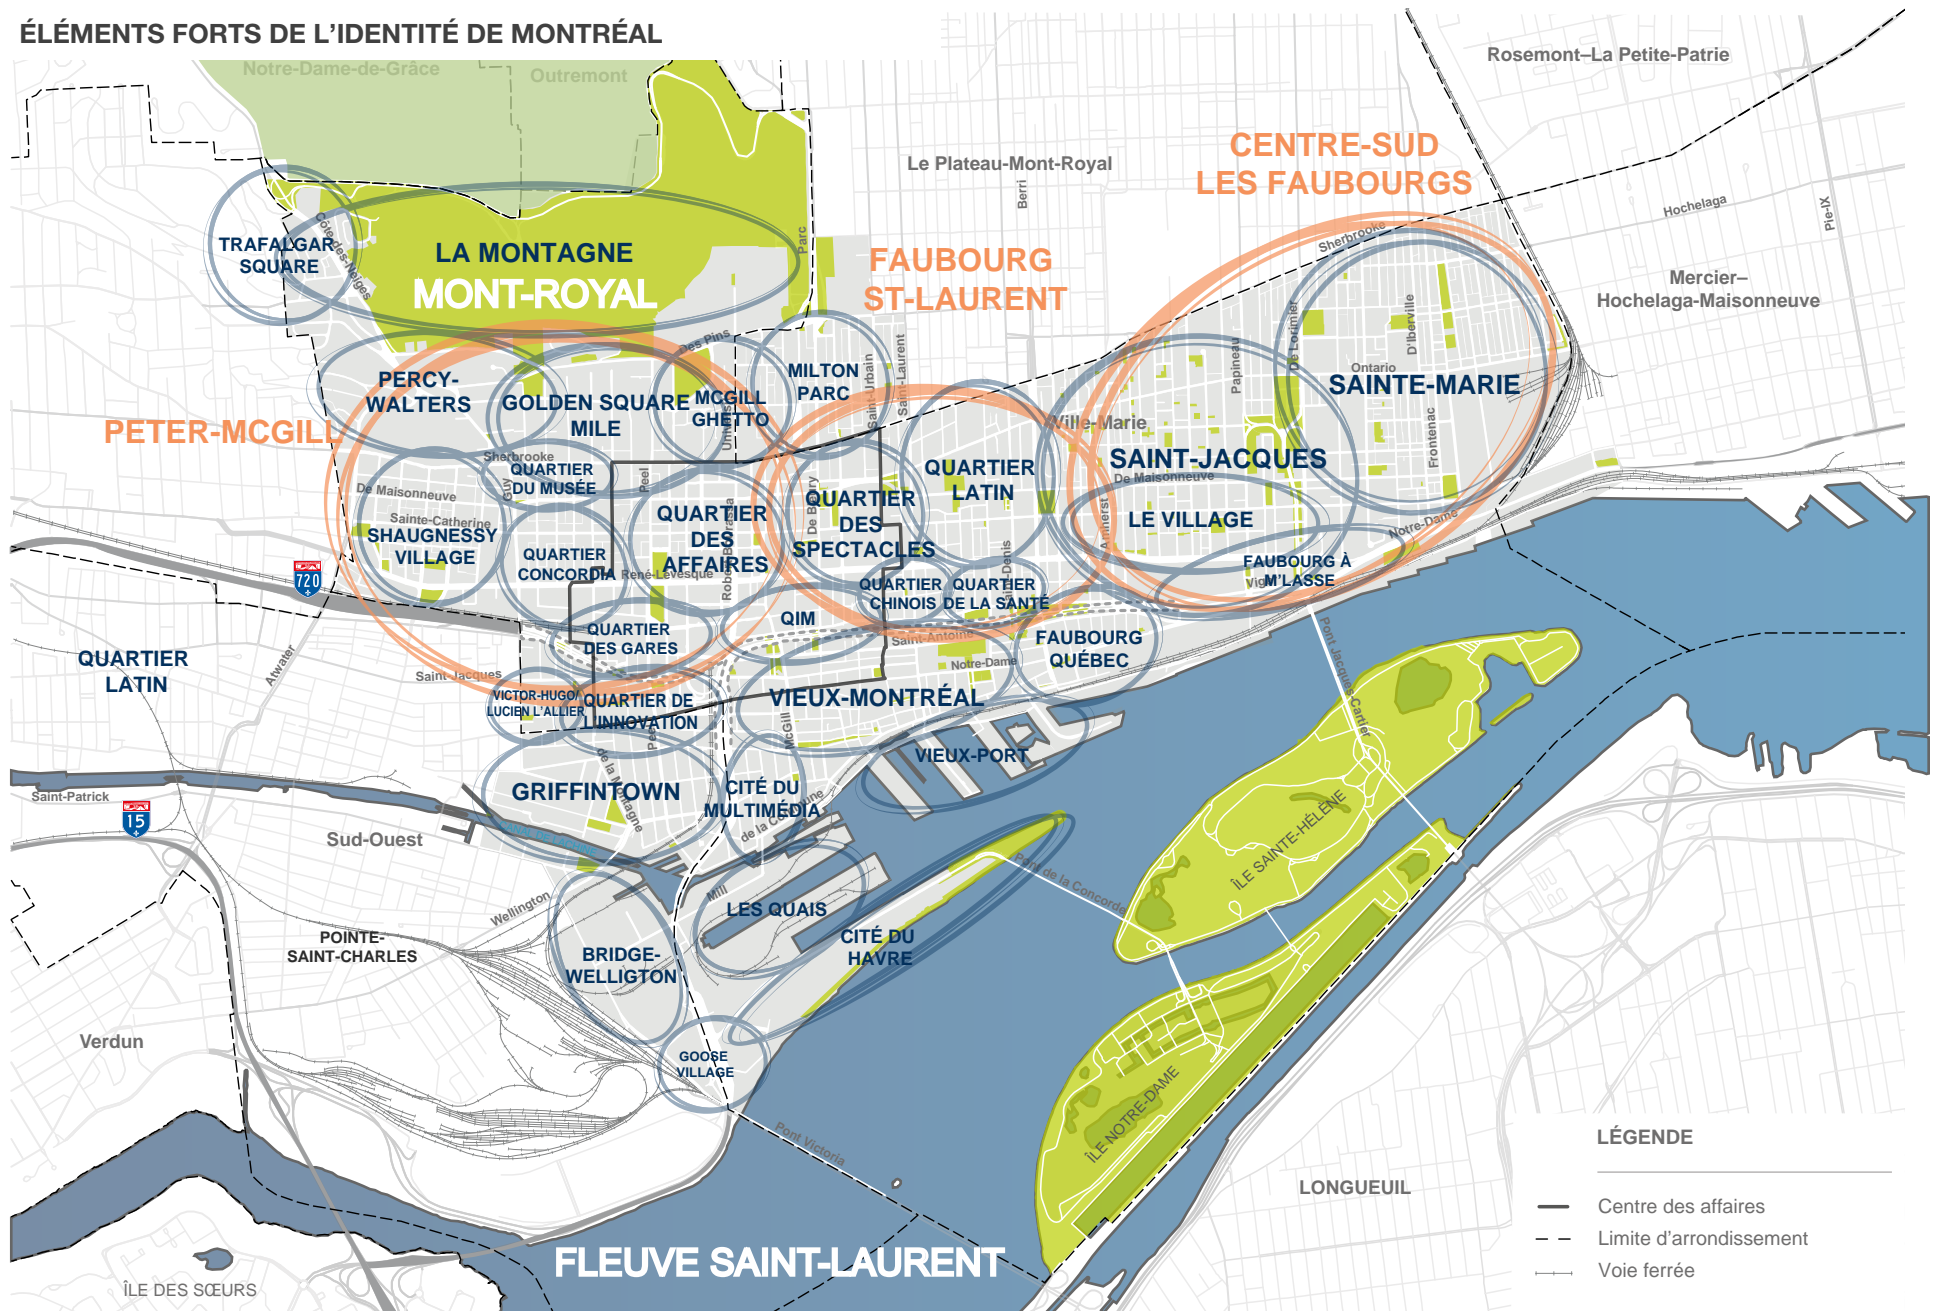 ÉLÉMENTS FORTS DE L'IDENTITÉ DE MONTRÉAL
Notre-Dame-de-Grâce
Outremont
Rosemont–La Petite-Patrie
Le Plateau-Mont-Royal
Berri
CENTRE-SUD
LES FAUBOURGS
Hochelaga
Pie-IX
Sherbrooke
Mercier–
Hochelaga-Maisonneuve
TRAFALGAR
SQUARE
Côte-des-Neiges
LA MONTAGNE
MONT-ROYAL
Parc
FAUBOURG
ST-LAURENT
Des Pins
PERCY-
WALTERS
GOLDEN SQUARE
MILE
MCGILL
GHETTO
MILTON
PARC
Saint-Urbain
Saint-Laurent
Papineau
De Lorimier
D'Iberville
Ontario
SAINTE-MARIE
Frontenac
PETER-MCGILL
Ville-Marie
SAINT-JACQUES
De Maisonneuve
Sherbrooke
QUARTIER
DU MUSÉE
Guy
Peel
De Maisonneuve
Sainte-Catherine
SHAUGNESSY
VILLAGE
QUARTIER
CONCORDIA
QUARTIER
DES
AFFAIRES
René-Lévesque
De Bleury
QUARTIER
DES
SPECTACLES
QUARTIER
LATIN
Saint-Denis
Amherst
LE VILLAGE
Notre-Dame
FAUBOURG À
M'LASSE
720
QUARTIER
CHINOIS
QUARTIER
DE LA SANTÉ
QIM
QUARTIER
DES GARES
Saint-Antoine
Notre-Dame
FAUBOURG
QUÉBEC
Pont Jacques-Cartier
QUARTIER
LATIN
Atwater
Saint-Jacques
VICTOR-HUGO/
LUCIEN L'ALLIER
QUARTIER DE
L'INNOVATION
VIEUX-MONTRÉAL
McGill
VIEUX-PORT
de la Montagne
GRIFFINTOWN
CITÉ DU
MULTIMÉDIA
de la Commune
Saint-Patrick
15
Sud-Ouest
Wellington
Mill
LES QUAIS
Pont de la Concorde
ÎLE SAINTE-HÉLÈNE
CITÉ DU
HAVRE
POINTE-
SAINT-CHARLES
BRIDGE-
WELLIGTON
Verdun
GOOSE
VILLAGE
ÎLE NOTRE-DAME
Pont Victoria
LONGUEUIL
FLEUVE SAINT-LAURENT
ÎLE DES SŒURS
LÉGENDE
Centre des affaires
Limite d'arrondissement
Voie ferrée